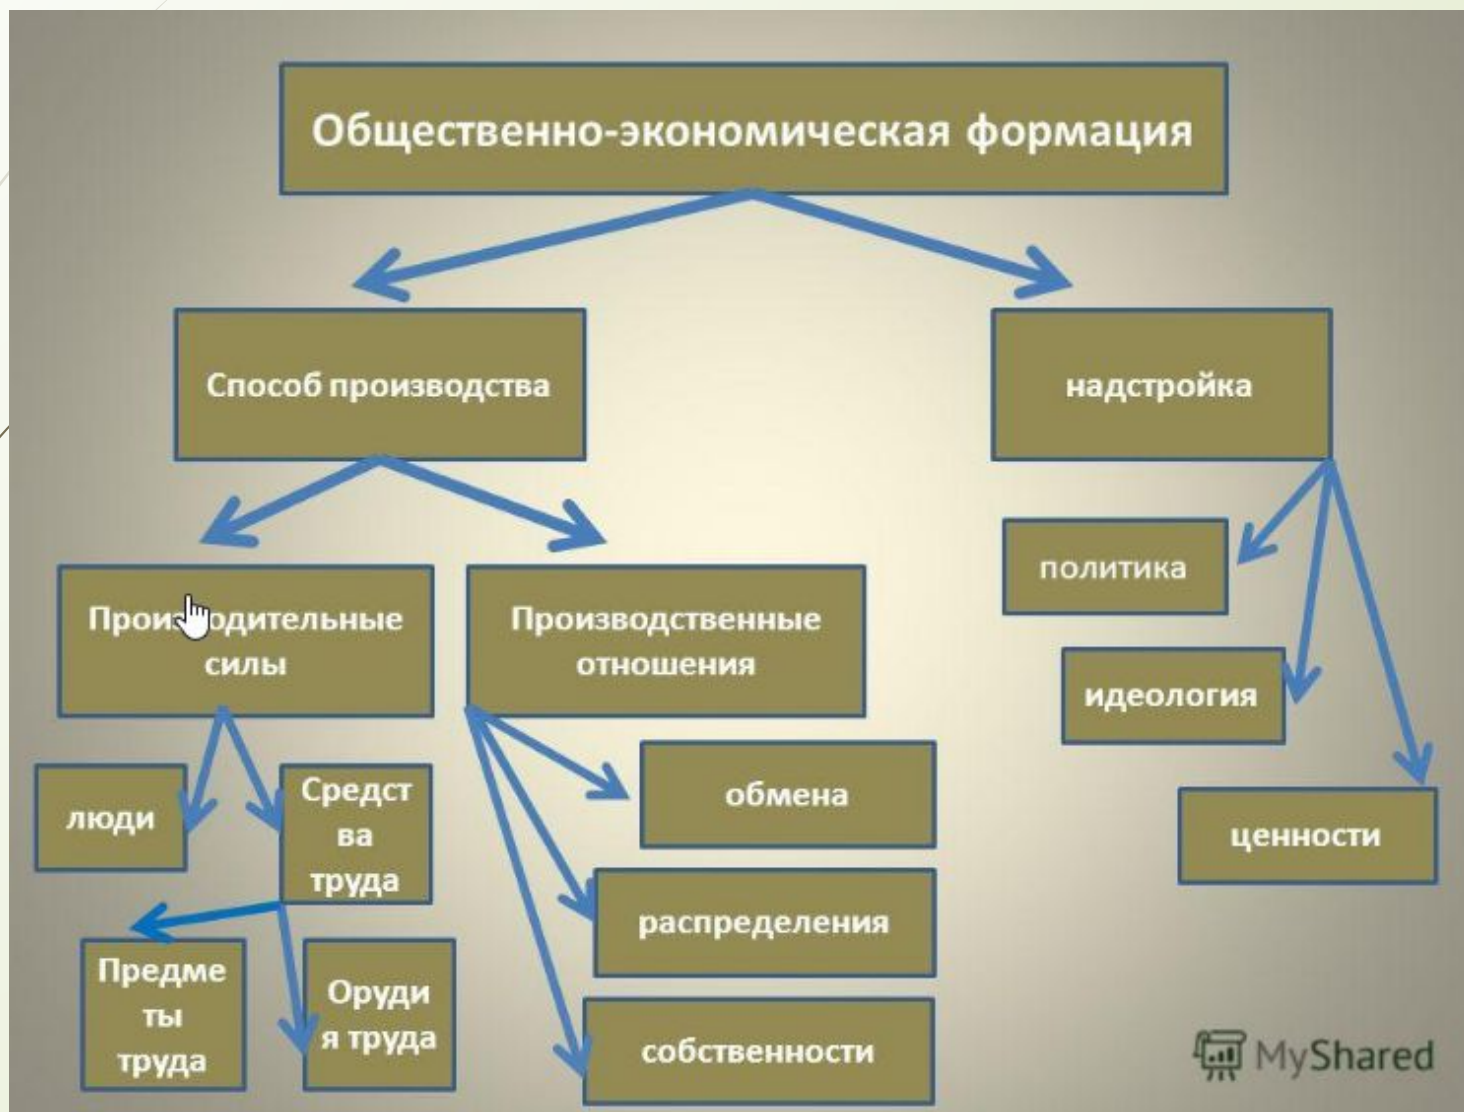 Общественно-экономическая формация
Способ производства
надстройка
политика
Производительные
силы
Производственные
отношения
идеология
люди
Средст
ва
труда
обмена
ценности
распределения
Предме
ты
труда
Оруди
я труда
собственности
MyShared